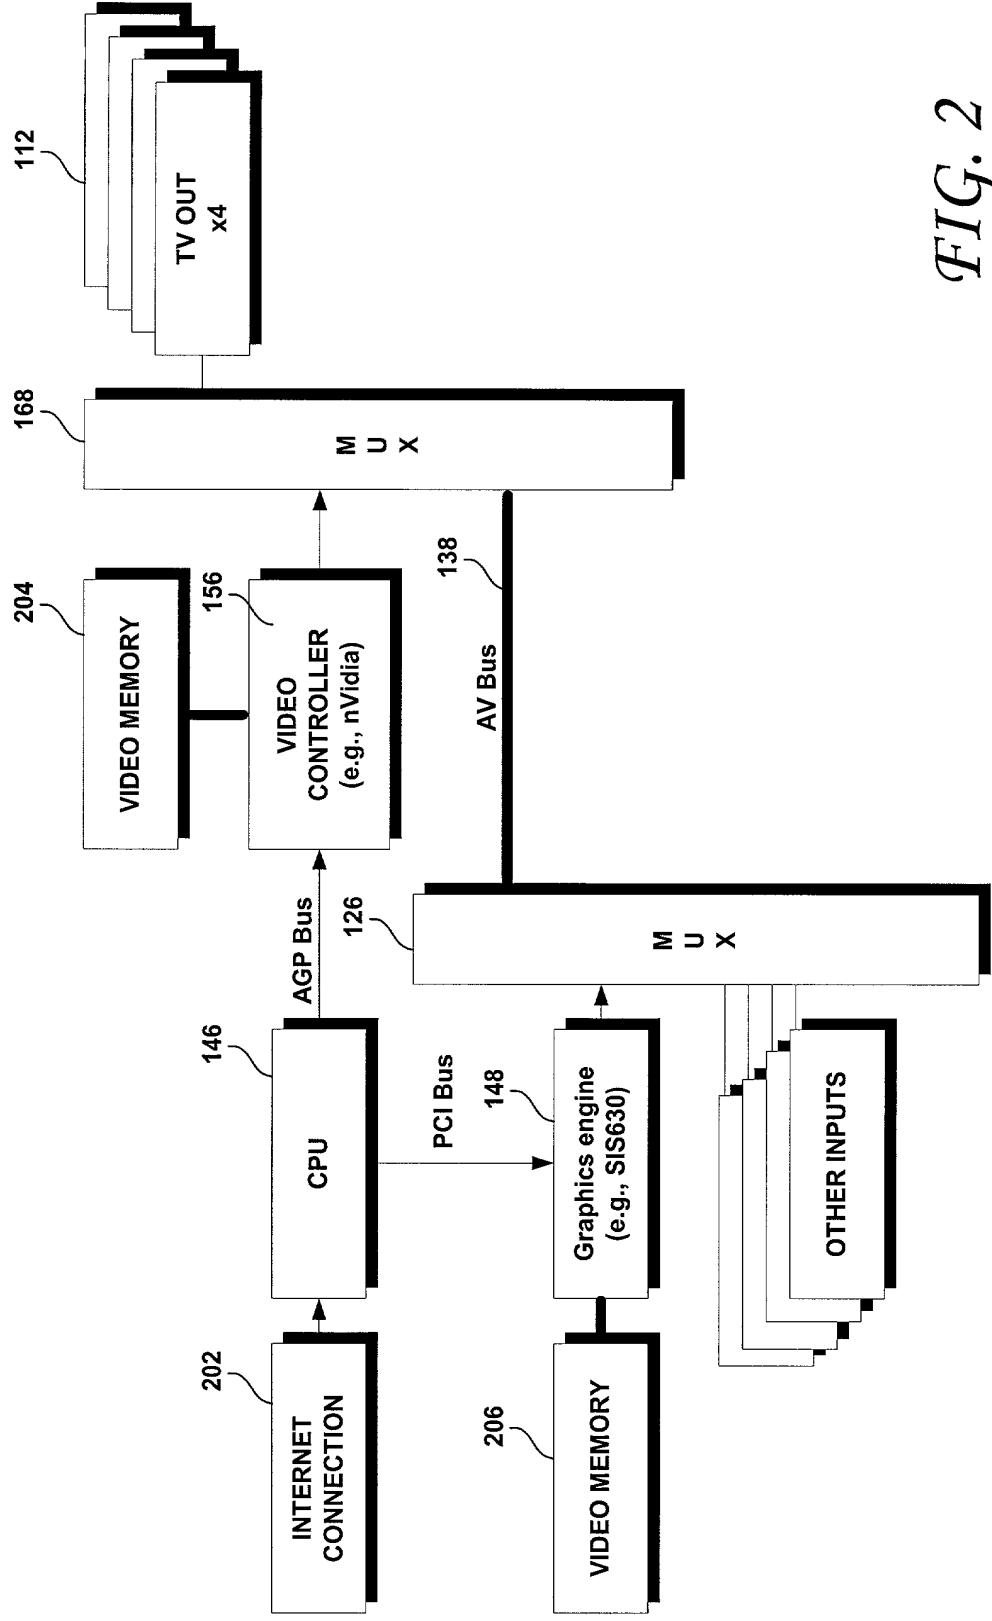 202
INTERNET
CONNECTION
146
CPU
AGP Bus
204
VIDEO MEMORY
156
VIDEO
CONTROLLER
(e.g., nVidia)
168
M
U
X
112
TV OUT
x4
PCI Bus
206
VIDEO MEMORY
148
Graphics engine
(e.g., SIS630)
126
M
U
X
138
AV Bus
OTHER INPUTS
FIG. 2